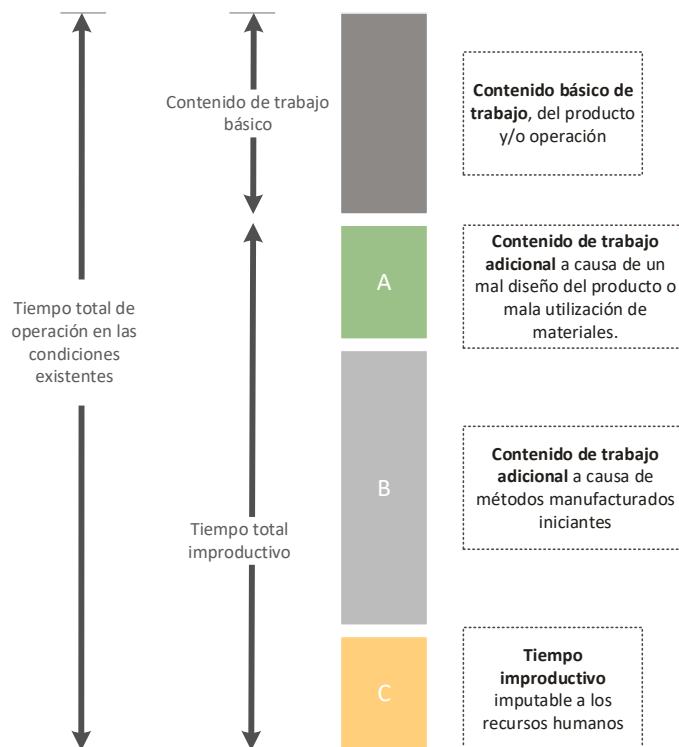 Contenido de trabajo
básico
Contenido básico de
trabajo, del producto
y/o operación
Tiempo total de
operación en las
condiciones
existentes
A
Contenido de trabajo
adicional a causa de un
mal diseño del producto o
mala utilización de
materiales.
Tiempo total
improductivo
B
Contenido de trabajo
adicional a causa de
métodos manufacturados
iniciantes
C
Tiempo
improductivo
imputable a los
recursos humanos